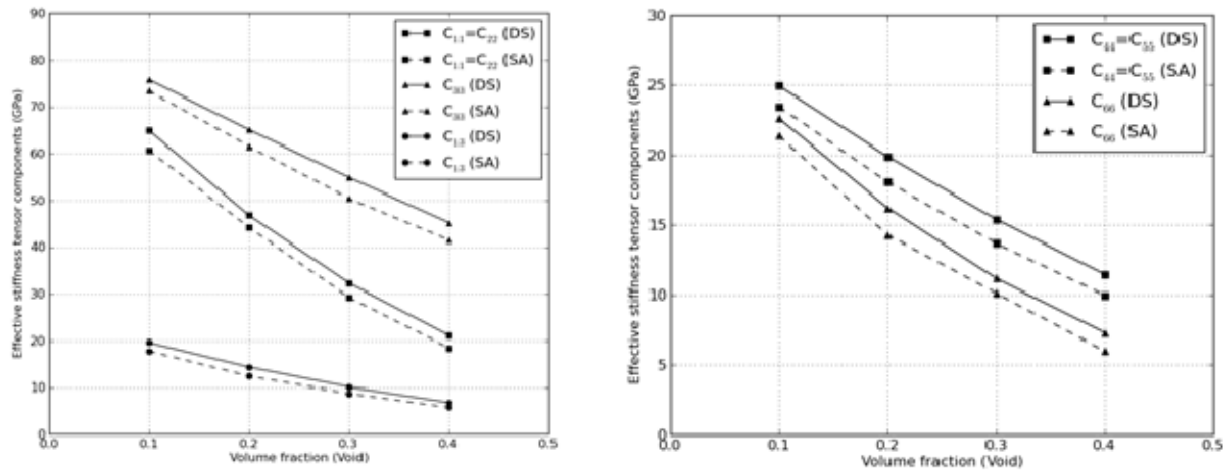 90
80
70
60
50
40
30
20
10
0
0.0 0.1 0.2 0.3 0.4 0.5
Effective stiffness tensor components (GPa)
Volume fraction (Void)
C11=C22 (DS)
C11=C22 (SA)
C33 (DS)
C33 (SA)
C13 (DS)
C13 (SA)
30
25
20
15
10
5
0
0.0 0.1 0.2 0.3 0.4 0.5
Effective stiffness tensor components (GPa)
Volume fraction (Void)
C44=C55 (DS)
C44=C55 (SA)
C66 (DS)
C66 (SA)